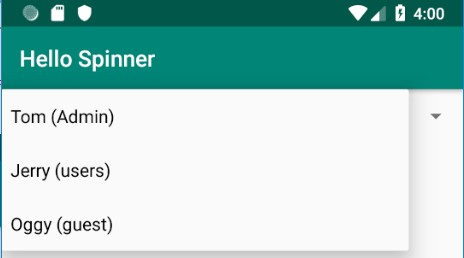 4:00
Hello Spinner
Tom (Admin)
Jerry (users)
Oggy (guest)